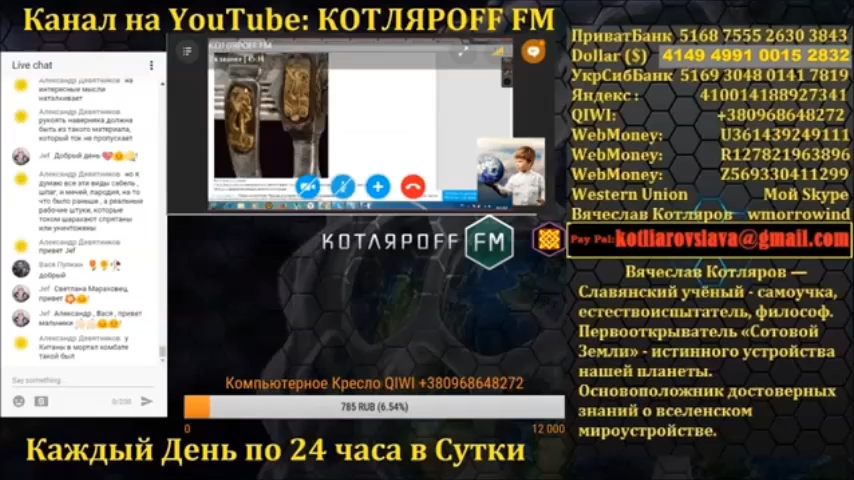 Канал на YouTube: КОТЛЯРOFF FM
Live chat
Александр Девятников на
интересные мысли
наталкивает
Александр Девятников
рукоять наверника должна
быть из такого материала,
который ток не пропускает
Jef Добрый день
Александр Девятников но я
думаю все эти виды сабель,
шпаг, и мечей, пародия, на то
что было раньше, а реальные
рабочие штуки, которые
током шарахают спрятаны
или уничтожены
Александр Девятников
привет Jef
Вася Пупкин
добрый
Jef Светлана Мараховец,
привет
Jef Александр, Вася, привет
мальчики
Александр Девятников у
Китаны в мортал комбате
такой был
Say something...
0/200
КОТЛЯРOFF FM
КОТЛЯРOFF FM
Компьютерное Кресло QIWI +380968648272
785 RUB (6.54%)
0
12 000
Каждый День по 24 часа в Сутки
ПриватБанк 5168 7555 2630 3843
Dollar ($) 4149 4991 0015 2832
УкрСибБанк 5169 3048 0141 7819
Яндекс : 410014188927341
QIWI: +380968648272
WebMoney: U361439249111
WebMoney: R127821963896
WebMoney: Z569330411299
Western Union Мой Skype
Вячеслав Котляров wmorrowind
Pay Pal: kotliarovslava@gmail.com
Вячеслав Котляров —
Славянский учёный - самоучка,
естествоиспытатель, философ.
Первооткрыватель «Сотовой
Земли» - истинного устройства
нашей планеты.
Основоположник достоверных
знаний о вселенском
мироустройстве.